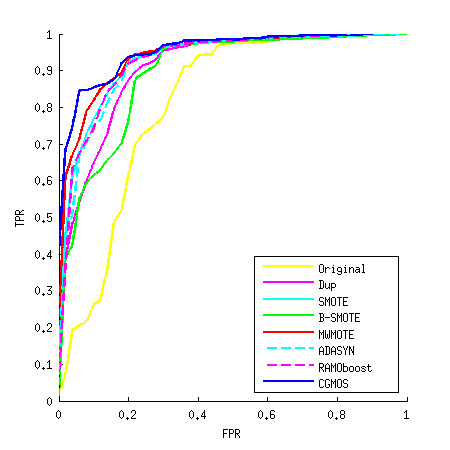 1
0.9
0.8
0.7
0.6
0.5
0.4
0.3
0.2
0.1
0
TPR
Original
Dup
SMOTE
B-SMOTE
MWMOTE
ADASYN
RAMOboost
CGMOS
0 0.2 0.4 0.6 0.8 1
FPR